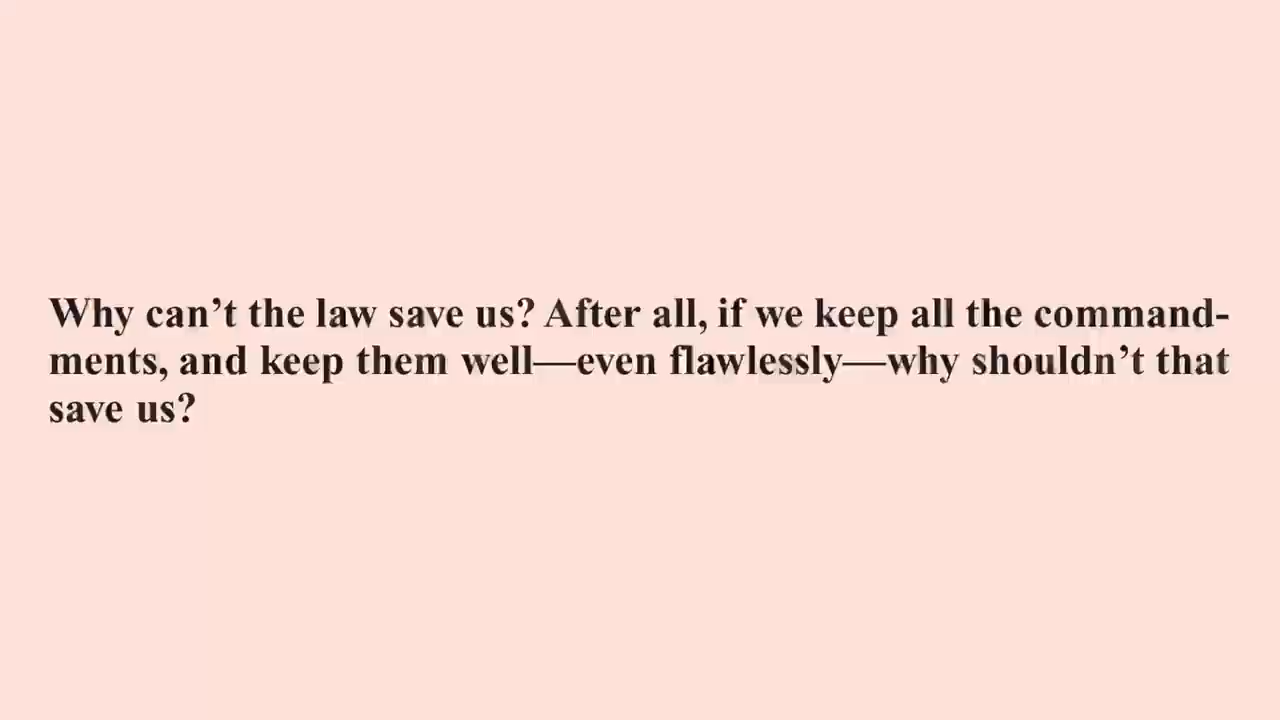 Why can’t the law save us? After all, if we keep all the command-
ments, and keep them well—even flawlessly—why shouldn’t that
save us?